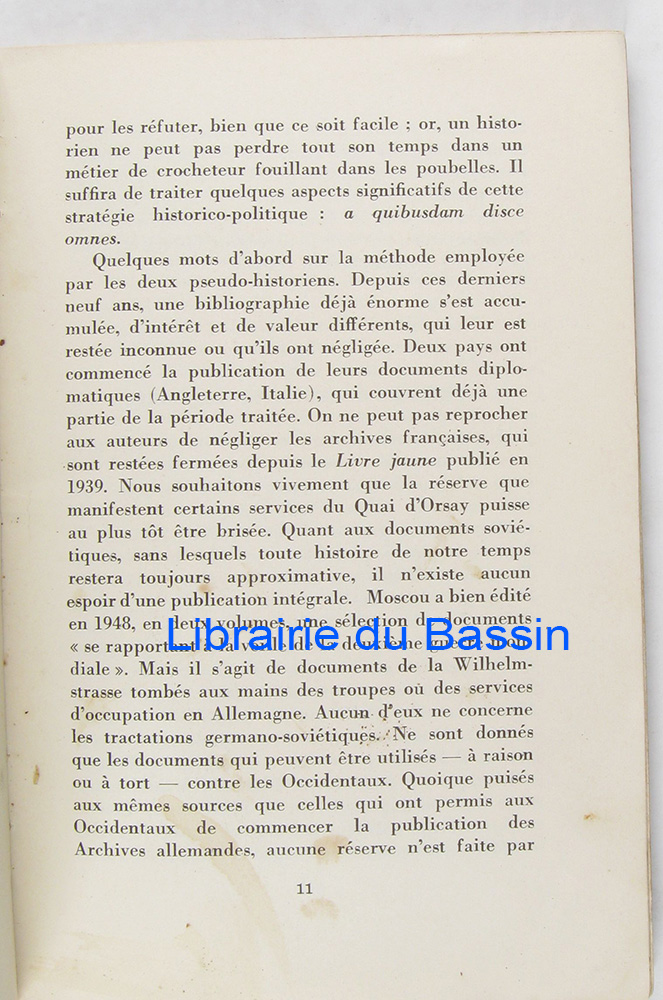 pour les réfuter, bien que ce soit facile ; or, un histo-
rien ne peut pas perdre tout son temps dans un
métier de crocheteur fouillant dans les poubelles. Il
suffira de traiter quelques aspects significatifs de cette
stratégie historico-politique : a quibusdam disce
omnes.
Quelques mots d'abord sur la méthode employée
par les deux pseudo-historiens. Depuis ces derniers
neuf ans, une bibliographie déjà énorme s'est accu-
mulée, d'intérêt et de valeur différents, qui leur est
restée inconnue ou qu'ils ont négligée. Deux pays ont
commencé la publication de leurs documents diplo-
matiques (Angleterre, Italie), qui couvrent déjà une
partie de la période traitée. On ne peut pas reprocher
aux auteurs de négliger les archives françaises, qui
sont restées fermées depuis le Livre jaune publié en
1939. Nous souhaitons vivement que la réserve que
manifestent certains services du Quai d'Orsay puisse
au plus tôt être brisée. Quant aux documents sovié-
tiques, sans lesquels toute histoire de notre temps
restera toujours approximative, il n'existe aucun
espoir d'une publication intégrale. Moscou a bien édité
en 1948, en deux volumes, une sélection de documents
Librairie du Bassin
« se rapportant à la veille de la deuxième guerre mon-
diale ». Mais il s'agit de documents de la Wilhelm-
strasse tombés aux mains des troupes où des services
d'occupation en Allemagne. Aucun d'eux ne concerne
les tractations germano-soviétiques. Ne sont donnés
que les documents qui peuvent être utilisés — à raison
ou à tort — contre les Occidentaux. Quoique puisés
aux mêmes sources que celles qui ont permis aux
Occidentaux de commencer la publication des
Archives allemandes, aucune réserve n'est faite par
11